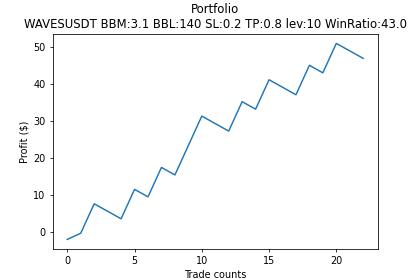 Portfolio
WAVESUSDT BBM:3.1 BBL:140 SL:0.2 TP:0.8 lev:10 WinRatio:43.0
Profit ($)
50
40
30
20
10
0
0 5 10 15 20
Trade counts